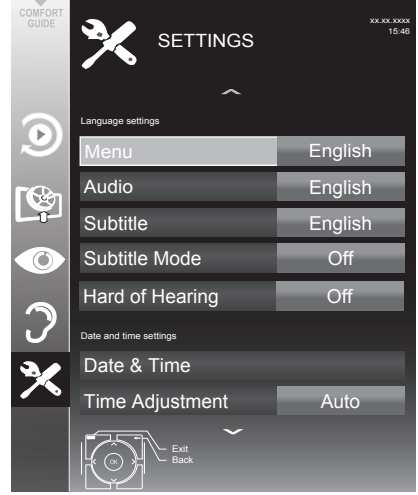 COMFORT
GUIDE
SETTINGS
xx.xx.xxxx
15:46
Language settings
Menu English
Audio English
Subtitle English
Subtitle Mode Off
Hard of Hearing Off
Date and time settings
Date & Time
Time Adjustment Auto
OK
Exit
Back